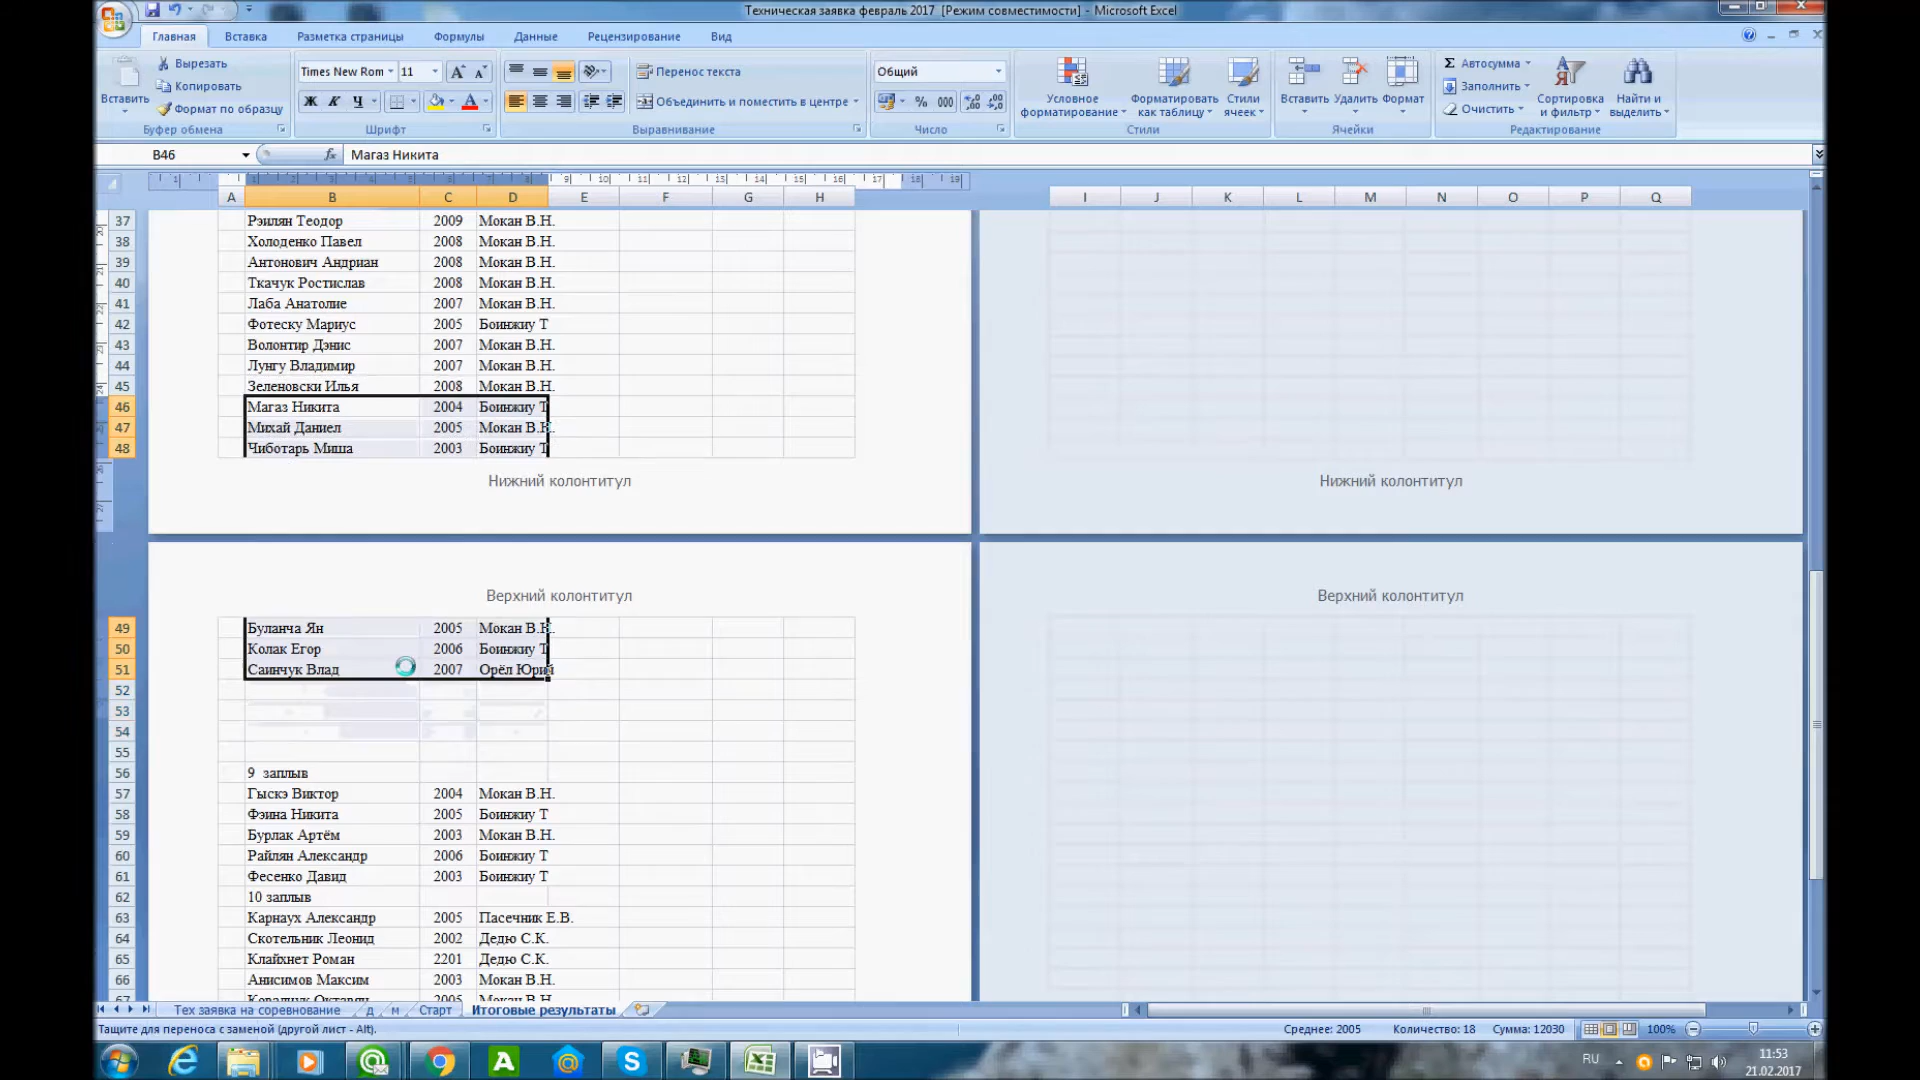 Техническая заявка февраль 2017 [Режим совместимости] - Microsoft Excel
Главная Вставка Разметка страницы Формулы Данные Рецензирование Вид
Вставить
Вырезать
Копировать
Формат по образцу
Буфер обмена
Times New Rom 11
Ж К Ч
Шрифт
Перенос текста
Объединить и поместить в центре
Выравнивание
Общий
% 000
Число
Условное форматирование
Форматировать как таблицу
Стили ячеек
Стили
Вставить Удалить Формат
Ячейки
Σ Автосумма
Заполнить
Очистить
Сортировка и фильтр
Найти и выделить
Редактирование
B46 fx Магаз Никита
A B C D E F G H I J K L M N O P Q
37 Рэилян Теодор 2009 Мокан В.Н.
38 Холоденко Павел 2008 Мокан В.Н.
39 Антонович Андриан 2008 Мокан В.Н.
40 Ткачук Ростислав 2008 Мокан В.Н.
41 Лаба Анатолие 2007 Мокан В.Н.
42 Фотеску Мариус 2005 Боинжиу Т
43 Волонтир Дэнис 2007 Мокан В.Н.
44 Лунгу Владимир 2007 Мокан В.Н.
45 Зеленовски Илья 2008 Мокан В.Н.
46 Магаз Никита 2004 Боинжиу Т
47 Михай Даниел 2005 Мокан В.Н.
48 Чиботарь Миша 2003 Боинжиу Т
Нижний колонтитул Нижний колонтитул
Верхний колонтитул Верхний колонтитул
49 Буланча Ян 2005 Мокан В.Н.
50 Колак Егор 2006 Боинжиу Т
51 Саинчук Влад 2007 Орёл Юрий
52
53
54
55
56 9 заплыв
57 Гыскэ Виктор 2004 Мокан В.Н.
58 Фэина Никита 2005 Боинжиу Т
59 Бурлак Артём 2003 Мокан В.Н.
60 Райлян Александр 2006 Боинжиу Т
61 Фесенко Давид 2003 Боинжиу Т
62 10 заплыв
63 Карнаух Александр 2005 Пасечник Е.В.
64 Скотельник Леонид 2002 Дедю С.К.
65 Клайхнет Роман 2201 Дедю С.К.
66 Анисимов Максим 2003 Мокан В.Н.
67 Ковалчук Октавян 2005 Мокан В.Н.
Тех заявка на соревнование д м Старт Итоговые результаты
Тащите для переноса с заменой (другой лист - Alt). Среднее: 2005 Количество: 18 Сумма: 12030 100%
RU 11:53
21.02.2017